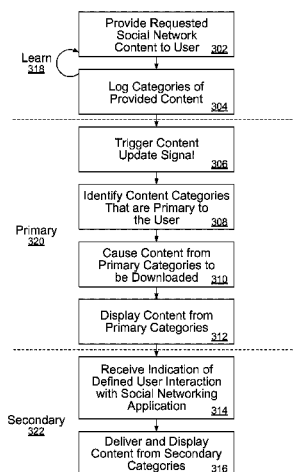 Provide Requested
Social Network
Content to User
302
Learn
318
Log Categories of
Provided Content
304
Trigger Content
Update Signal
306
Identify Content Categories
That are Primary to
the User
308
Primary
320
Cause Content from
Primary Categories to
be Downloaded
310
Display Content from
Primary Categories
312
Receive Indication of
Defined User Interaction
with Social Networking
Application
314
Secondary
322
Deliver and Display
Content from Secondary
Categories
316